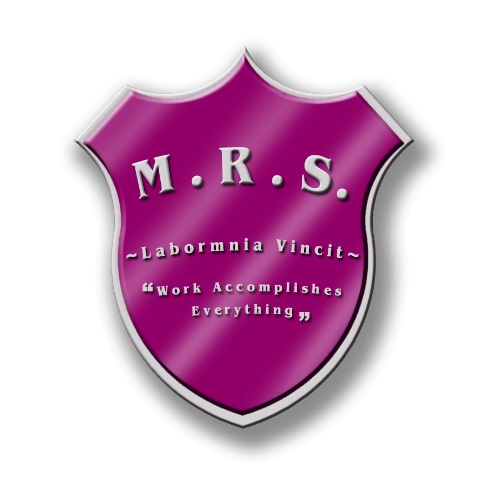 M.R.S.
~Labormnia Vincit~
“Work Accomplishes
Everything”